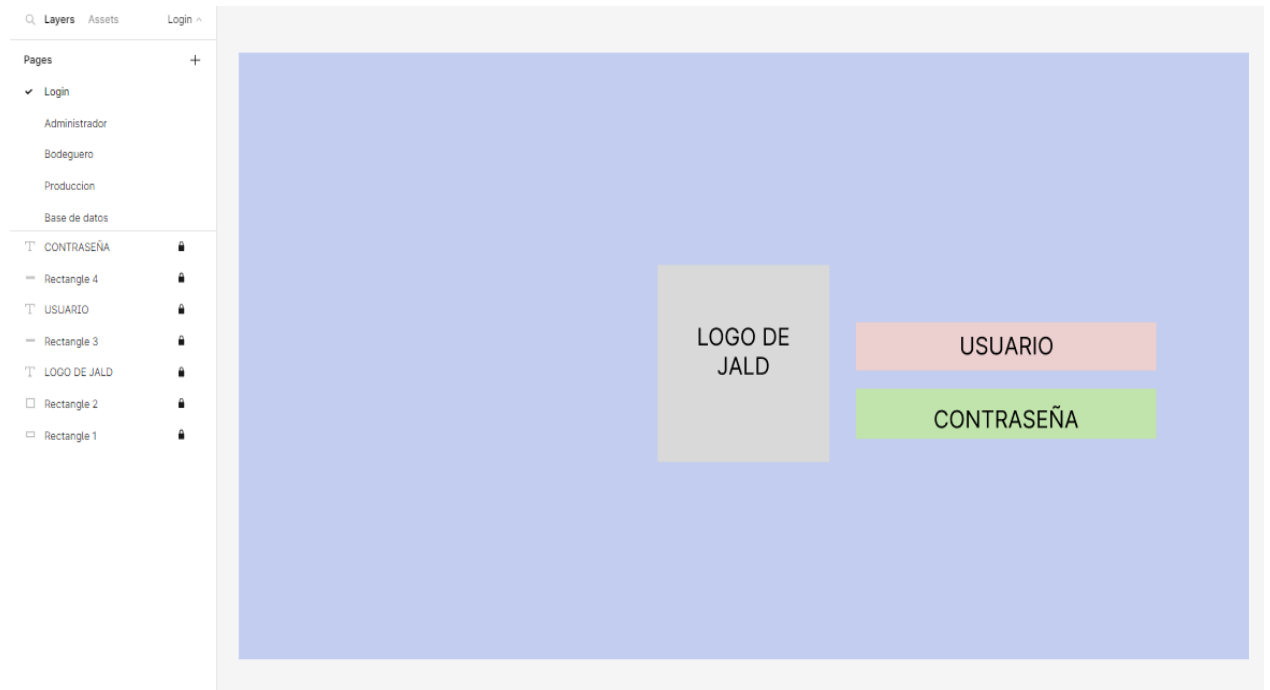 Layers Assets Login
Pages
Login
Administrador
Bodeguero
Produccion
Base de datos
CONTRASEÑA
Rectangle 4
USUARIO
Rectangle 3
LOGO DE JALD
Rectangle 2
Rectangle 1
LOGO DE
JALD
USUARIO
CONTRASEÑA